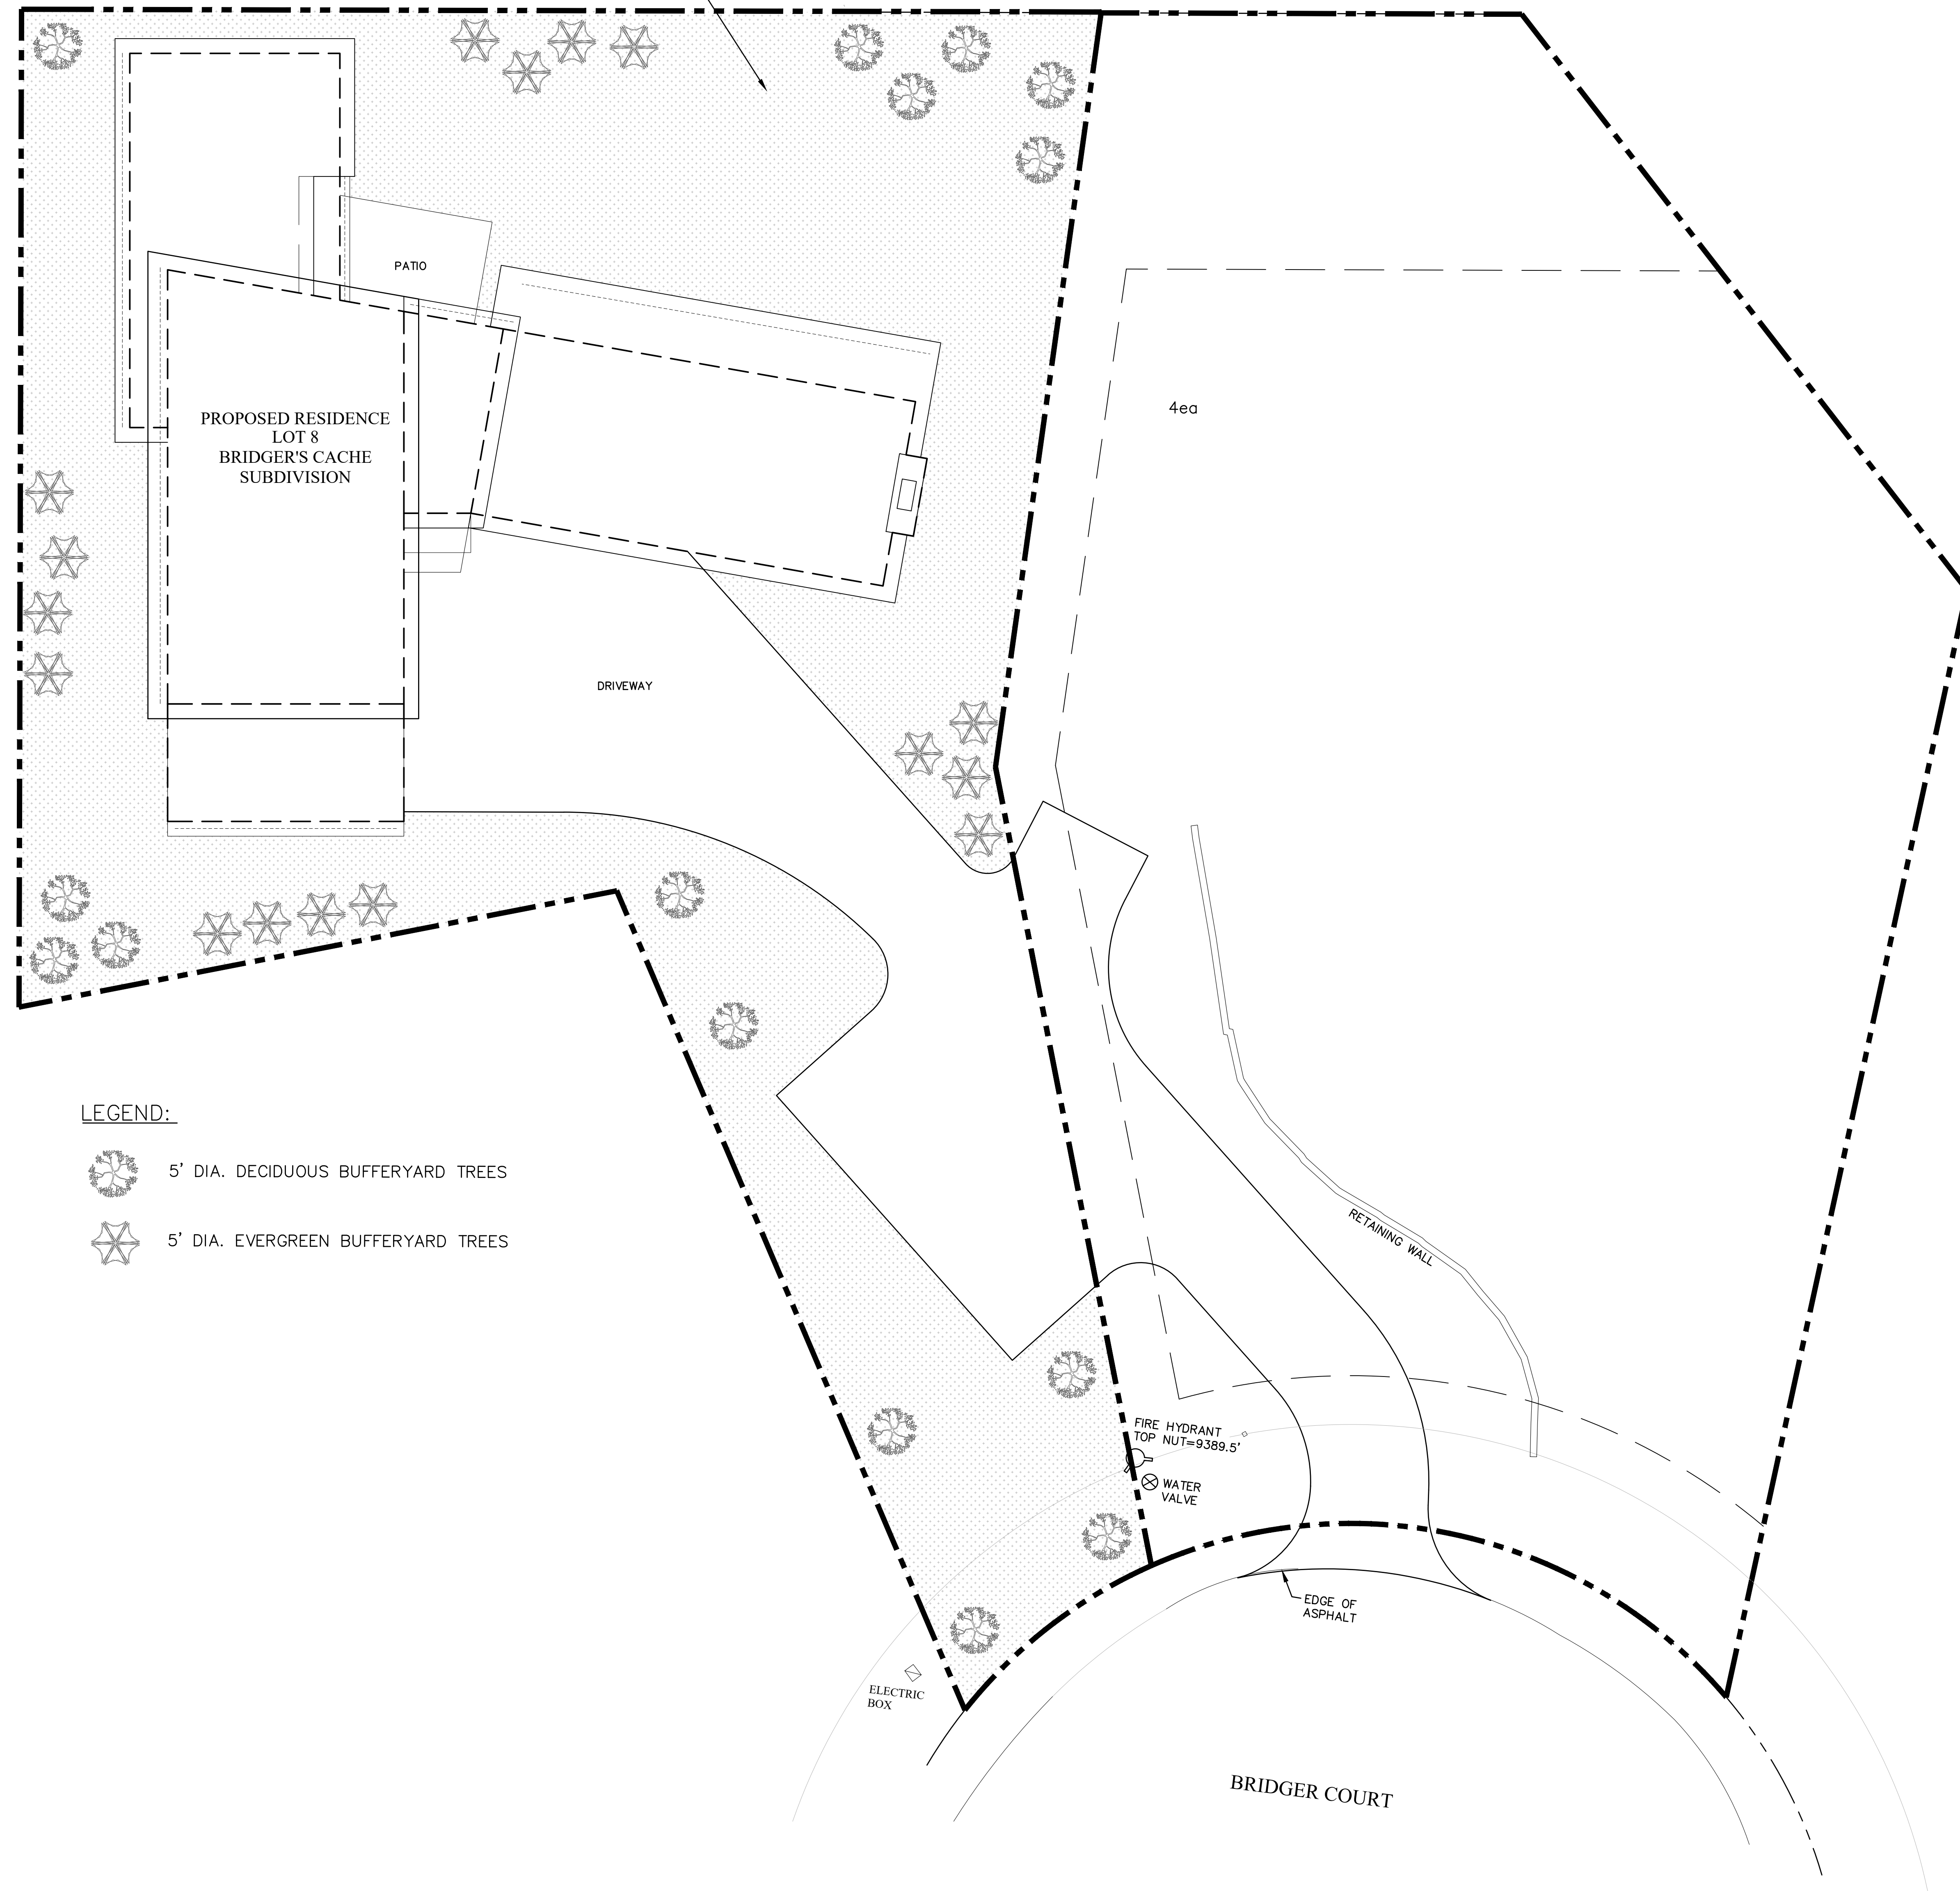 PATIO
4ea
PROPOSED RESIDENCE
LOT 8
BRIDGER'S CACHE
SUBDIVISION
DRIVEWAY
LEGEND:
5' DIA. DECIDUOUS BUFFERYARD TREES
5' DIA. EVERGREEN BUFFERYARD TREES
RETAINING WALL
FIRE HYDRANT
TOP NUT=9389.5'
WATER
VALVE
EDGE OF
ASPHALT
ELECTRIC
BOX
BRIDGER COURT